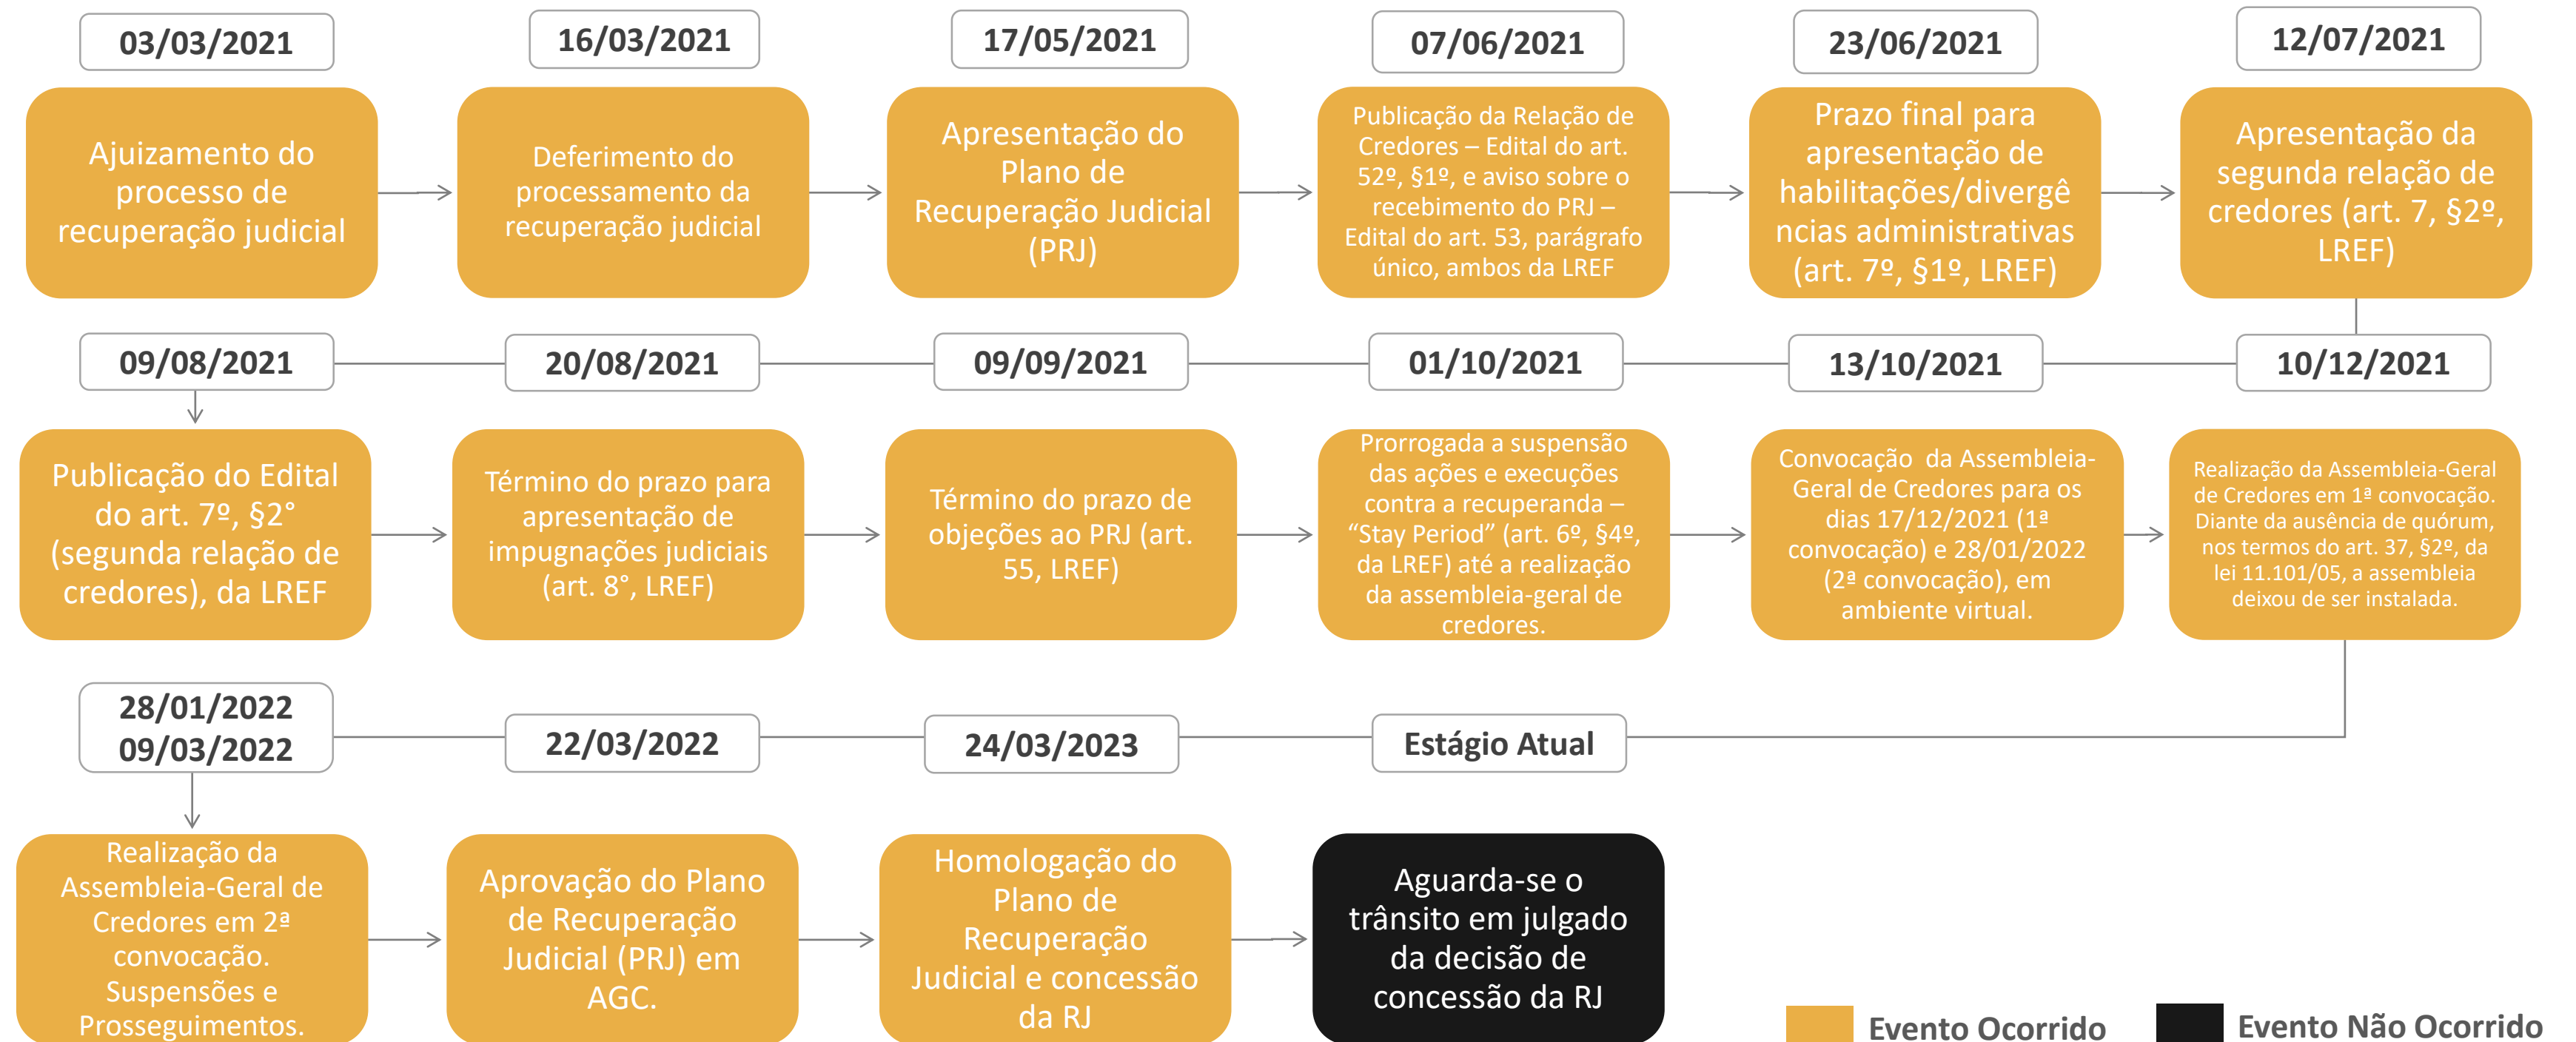 03/03/2021
16/03/2021
17/05/2021
07/06/2021
23/06/2021
12/07/2021
Ajuizamento do
processo de
recuperação judicial
Deferimento do
processamento da
recuperação judicial
Apresentação do
Plano de
Recuperação Judicial
(PRJ)
Publicação da Relação de
Credores – Edital do art.
52º, §1º, e aviso sobre o
recebimento do PRJ –
Edital do art. 53, parágrafo
único, ambos da LREF
Prazo final para
apresentação de
habilitações/divergê
ncias administrativas
(art. 7º, §1º, LREF)
Apresentação da
segunda relação de
credores (art. 7, §2º,
LREF)
09/08/2021
20/08/2021
09/09/2021
01/10/2021
13/10/2021
10/12/2021
Publicação do Edital
do art. 7º, §2°
(segunda relação de
credores), da LREF
Término do prazo para
apresentação de
impugnações judiciais
(art. 8°, LREF)
Término do prazo de
objeções ao PRJ (art.
55, LREF)
Prorrogada a suspensão
das ações e execuções
contra a recuperanda –
“Stay Period” (art. 6º, §4º,
da LREF) até a realização
da assembleia-geral de
credores.
Convocação da Assembleia-
Geral de Credores para os
dias 17/12/2021 (1ª
convocação) e 28/01/2022
(2ª convocação), em
ambiente virtual.
Realização da Assembleia-Geral
de Credores em 1ª convocação.
Diante da ausência de quórum,
nos termos do art. 37, §2º, da
lei 11.101/05, a assembleia
deixou de ser instalada.
28/01/2022
09/03/2022
22/03/2022
24/03/2023
Estágio Atual
Realização da
Assembleia-Geral de
Credores em 2ª
convocação.
Suspensões e
Prosseguimentos.
Aprovação do Plano
de Recuperação
Judicial (PRJ) em
AGC.
Homologação do
Plano de
Recuperação
Judicial e concessão
da RJ
Aguarda-se o
trânsito em julgado
da decisão de
concessão da RJ
Evento Ocorrido
Evento Não Ocorrido